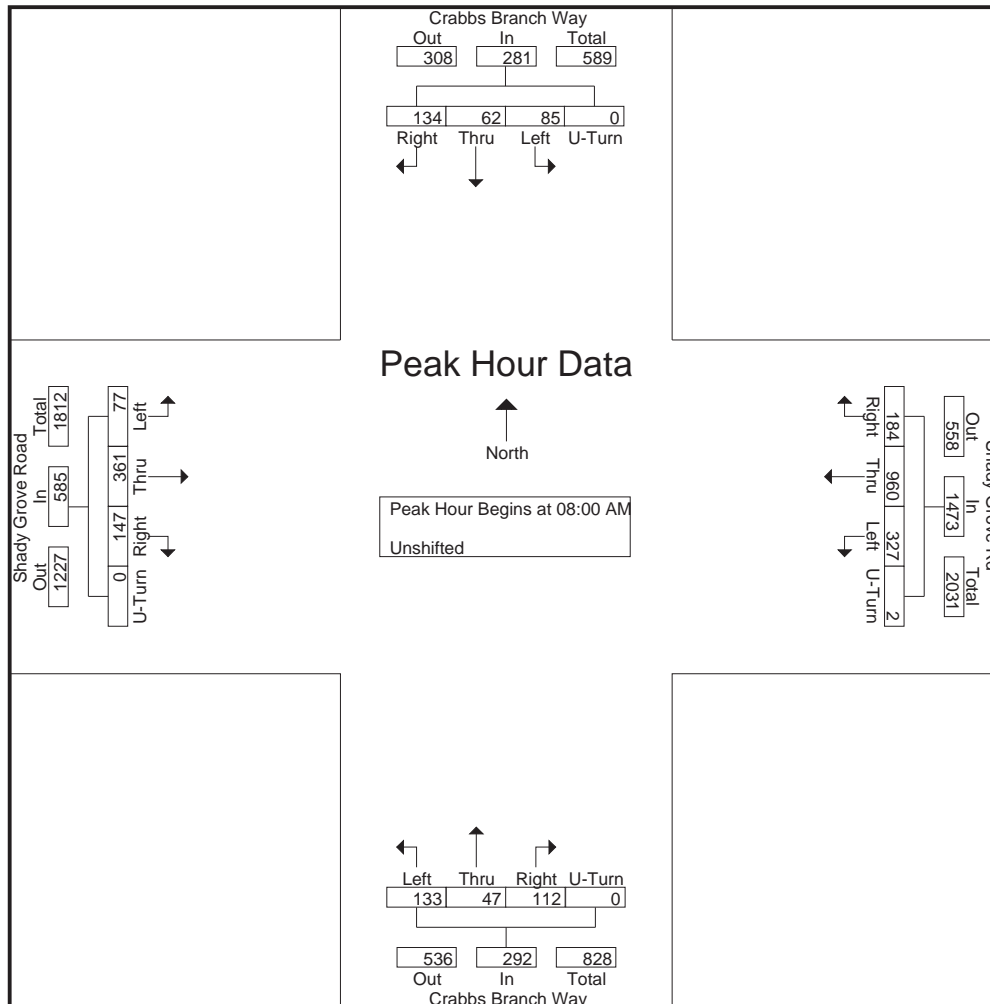 Crabbs Branch Way
Out In Total
308 281 589
134 62 85 0
Right Thru Left U-Turn
Peak Hour Data
North
Peak Hour Begins at 08:00 AM
Unshifted
Shady Grove Road
Out In Total
1227 585 1812
0 147 361 77
U-Turn Right Thru Left
Out In Total
558 1473 2031
184 960 327 2
Right Thru Left U-Turn
Left Thru Right U-Turn
133 47 112 0
536 292 828
Out In Total
Crabbs Branch Way